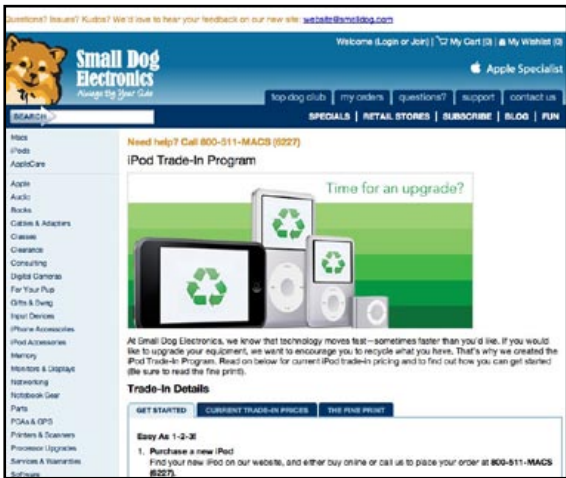 Questions? Issues? Kudos? We'd love to hear your feedback on our new site: website@smalldog.com
Welcome (Login or Join) | My Cart (0) | My Wishlist (0)
Small Dog
Electronics
Always By Your Side
Apple Specialist
top dog club
my orders
questions?
support
contact us
SEARCH
SPECIALS | RETAIL STORES | SUBSCRIBE | BLOG | FUN
Macs
iPods
AppleCare
Apple
Audio
Books
Cables & Adapters
Classes
Clearance
Consulting
Digital Cameras
For Your Pup
Gifts & Swag
Input Devices
iPhone Accessories
iPod Accessories
Memory
Monitors & Displays
Networking
Notebook Gear
Parts
PDAs & GPS
Printers & Scanners
Processor Upgrades
Services & Warranties
Software
Need help? Call 800-511-MACS (6227)
iPod Trade-In Program
Time for an upgrade?
At Small Dog Electronics, we know that technology moves fast—sometimes faster than you'd like. If you would
like to upgrade your equipment, we want to encourage you to recycle what you have. That's why we created the
iPod Trade-In Program. Read on below for current iPod trade-in pricing and to find out how you can get started
(Be sure to read the fine print).
Trade-In Details
GET STARTED
CURRENT TRADE-IN PRICES
THE FINE PRINT
Easy As 1-2-3!
1. Purchase a new iPod
Find your new iPod on our website, and either buy online or call us to place your order at 800-511-MACS
(6227).